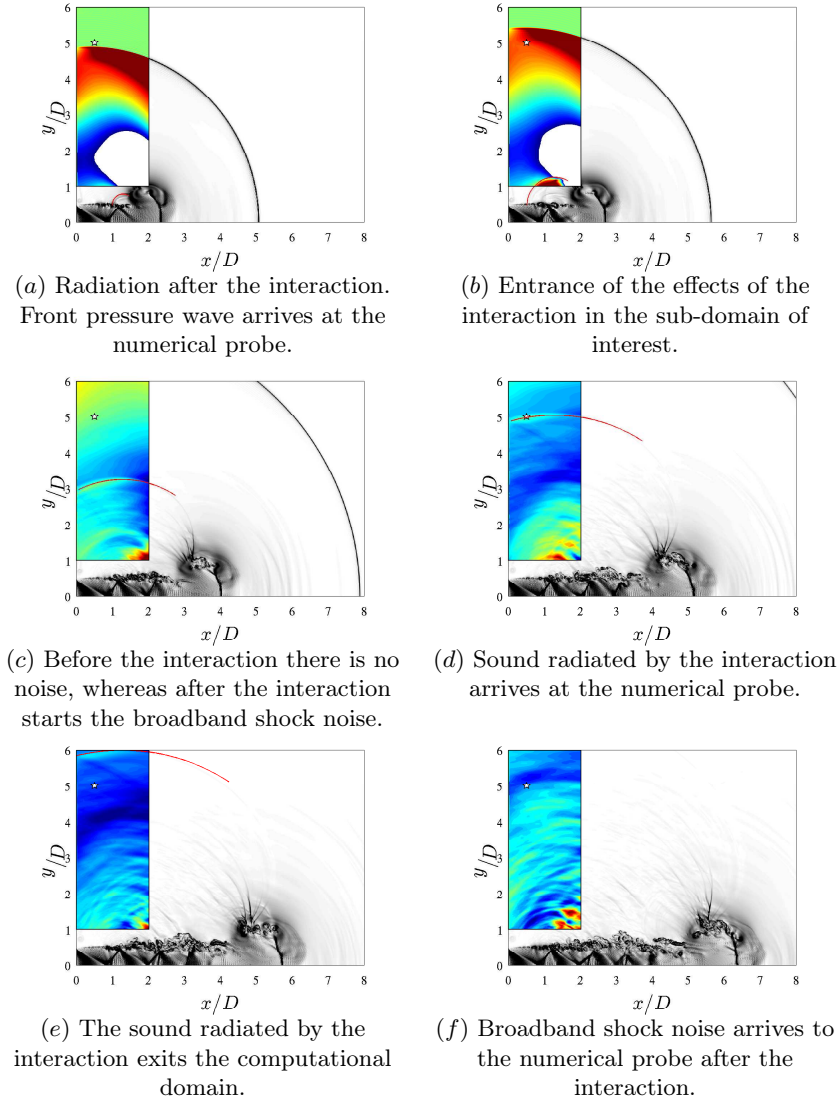 6
5
4
3
2
1
0
y/D
0 1 2 3 4 5 6 7 8
x/D
(a) Radiation after the interaction.
Front pressure wave arrives at the
numerical probe.
6
5
4
3
2
1
0
y/D
0 1 2 3 4 5 6 7 8
x/D
(b) Entrance of the effects of the
interaction in the sub-domain of
interest.
6
5
4
3
2
1
0
y/D
0 1 2 3 4 5 6 7 8
x/D
(c) Before the interaction there is no
noise, whereas after the interaction
starts the broadband shock noise.
6
5
4
3
2
1
0
y/D
0 1 2 3 4 5 6 7 8
x/D
(d) Sound radiated by the interaction
arrives at the numerical probe.
6
5
4
3
2
1
0
y/D
0 1 2 3 4 5 6 7 8
x/D
(e) The sound radiated by the
interaction exits the computational
domain.
6
5
4
3
2
1
0
y/D
0 1 2 3 4 5 6 7 8
x/D
(f) Broadband shock noise arrives to
the numerical probe after the
interaction.